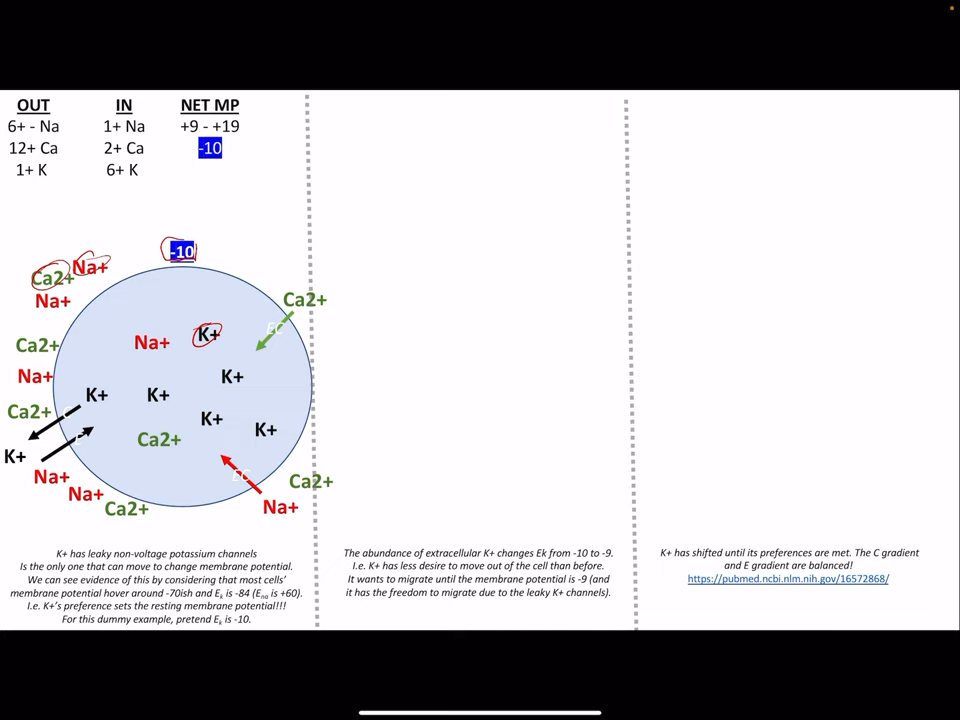 OUT IN NET MP
6+ - Na 1+ Na +9 - +19
12+ Ca 2+ Ca -10
1+ K 6+ K
-10
Ca2+ Na+
Na+
Ca2+
Na+
Ca2+
K+
Na+
Na+
Ca2+
Na+
K+
K+
K+
K+
K+
K+
Ca2+
C
E
Ca2+
EC
EC
Ca2+
Na+
K+ has leaky non-voltage potassium channels
Is the only one that can move to change membrane potential.
We can see evidence of this by considering that most cells’
membrane potential hover around -70ish and Ek is -84 (Ena is +60).
I.e. K+’s preference sets the resting membrane potential!!!
For this dummy example, pretend Ek is -10.
The abundance of extracellular K+ changes Ek from -10 to -9.
I.e. K+ has less desire to move out of the cell than before.
It wants to migrate until the membrane potential is -9 (and
it has the freedom to migrate due to the leaky K+ channels).
K+ has shifted until its preferences are met. The C gradient
and E gradient are balanced!
https://pubmed.ncbi.nlm.nih.gov/16572868/